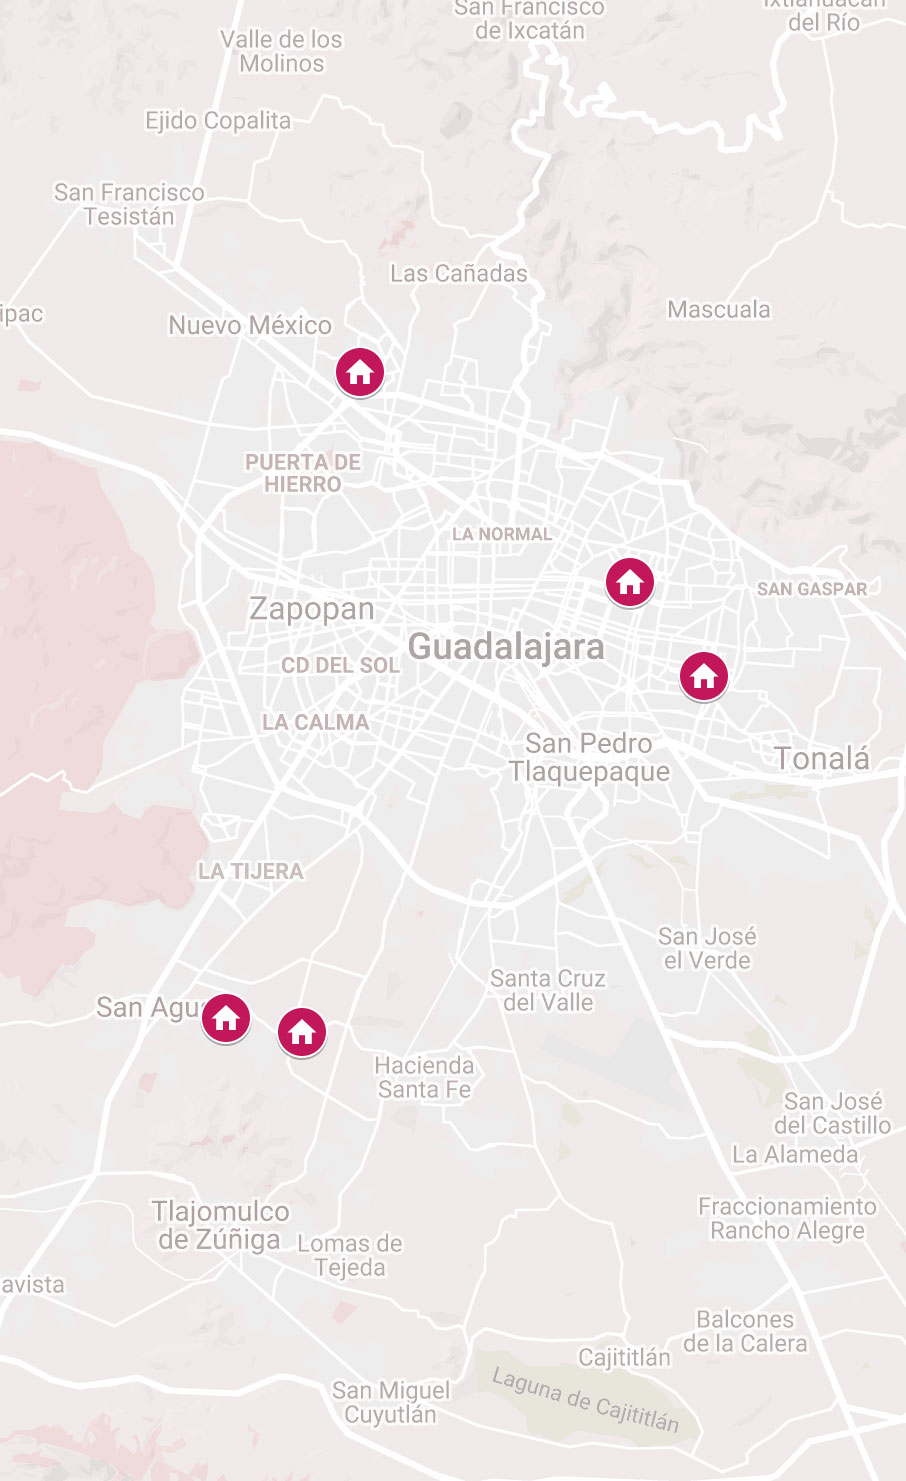 San Francisco
de Ixcatán
del Río
Valle de los
Molinos
Ejido Copalita
San Francisco
Tesistán
Las Cañadas
ipac
Nuevo México
Mascuala
PUERTA DE
HIERRO
LA NORMAL
SAN GASPAR
Zapopan
Guadalajara
CD DEL SOL
LA CALMA
San Pedro
Tlaquepaque
Tonalá
LA TIJERA
San José
el Verde
Santa Cruz
del Valle
San Agu
Hacienda
Santa Fe
San José
del Castillo
La Alameda
Tlajomulco
de Zúñiga
Fraccionamiento
Rancho Alegre
Lomas de
Tejeda
avista
Balcones
de la Calera
Cajititlán
San Miguel
Cuyutlán
Laguna de Cajititlán